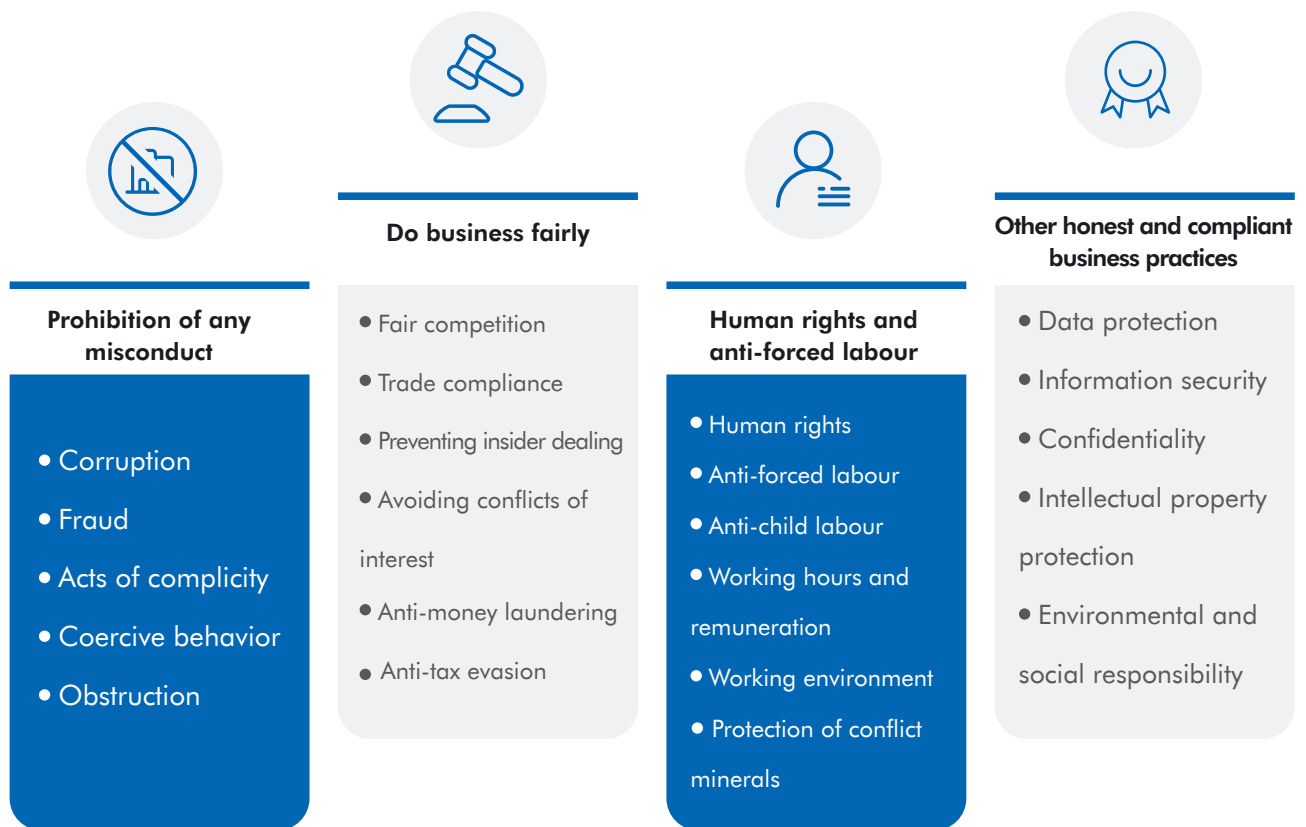 Prohibition of any
misconduct
• Corruption
• Fraud
• Acts of complicity
• Coercive behavior
• Obstruction
Do business fairly
• Fair competition
• Trade compliance
• Preventing insider dealing
• Avoiding conflicts of
interest
• Anti-money laundering
• Anti-tax evasion
Human rights and
anti-forced labour
• Human rights
• Anti-forced labour
• Anti-child labour
• Working hours and
remuneration
• Working environment
• Protection of conflict
minerals
Other honest and compliant
business practices
• Data protection
• Information security
• Confidentiality
• Intellectual property
protection
• Environmental and
social responsibility